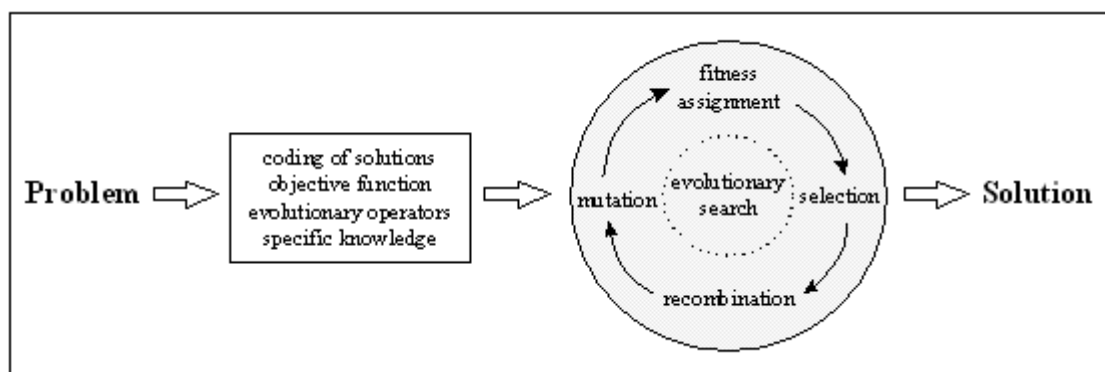 Problem
coding of solutions
objective function
evolutionary operators
specific knowledge
fitness
assignment
mutation
evolutionary
search
selection
recombination
Solution